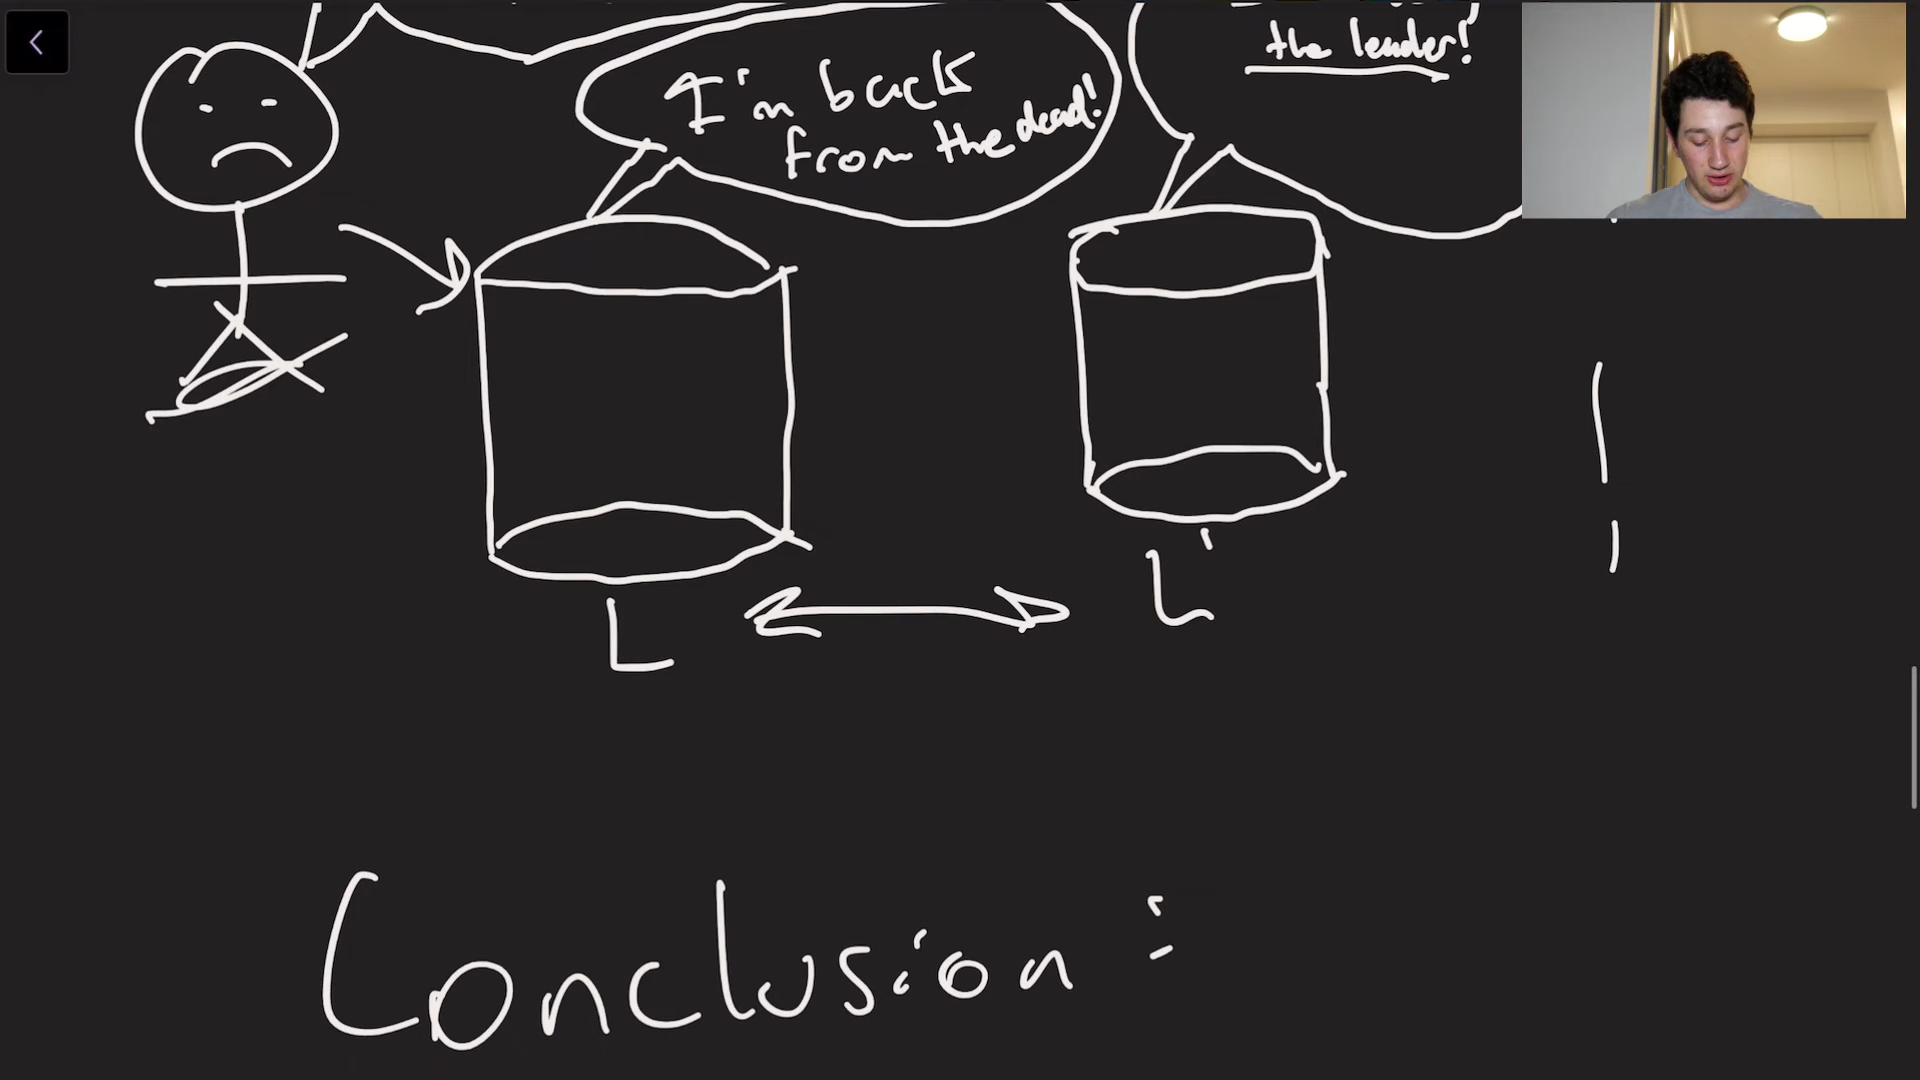 the leader!
I'm back
from the dead!
L
L'
Conclusion: